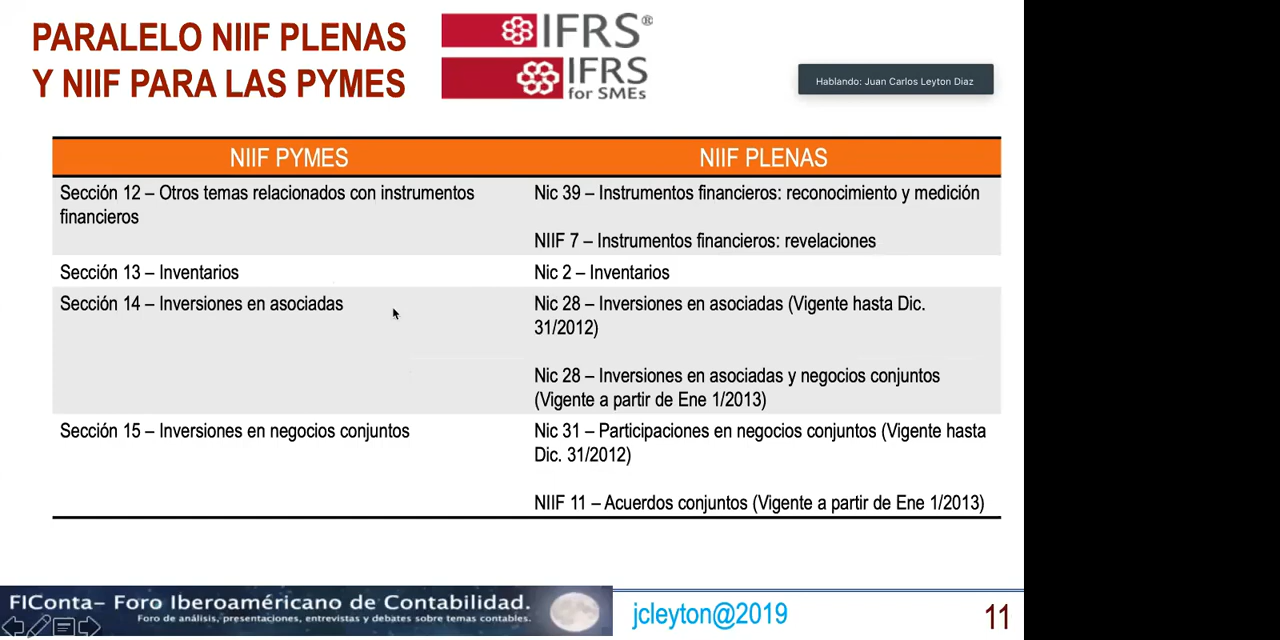 PARALELO NIIF PLENAS
Y NIIF PARA LAS PYMES
IFRS®
IFRS
for SMEs
Hablando: Juan Carlos Leyton Diaz
NIIF PYMES
NIIF PLENAS
Sección 12 – Otros temas relacionados con instrumentos
financieros
Nic 39 – Instrumentos financieros: reconocimiento y medición
NIIF 7 – Instrumentos financieros: revelaciones
Sección 13 – Inventarios
Nic 2 – Inventarios
Sección 14 – Inversiones en asociadas
Nic 28 – Inversiones en asociadas (Vigente hasta Dic.
31/2012)
Nic 28 – Inversiones en asociadas y negocios conjuntos
(Vigente a partir de Ene 1/2013)
Sección 15 – Inversiones en negocios conjuntos
Nic 31 – Participaciones en negocios conjuntos (Vigente hasta
Dic. 31/2012)
NIIF 11 – Acuerdos conjuntos (Vigente a partir de Ene 1/2013)
FIConta– Foro Iberoaméricano de Contabilidad.
Foro de análisis, presentaciones, entrevistas y debates sobre temas contables.
jcleyton@2019
11